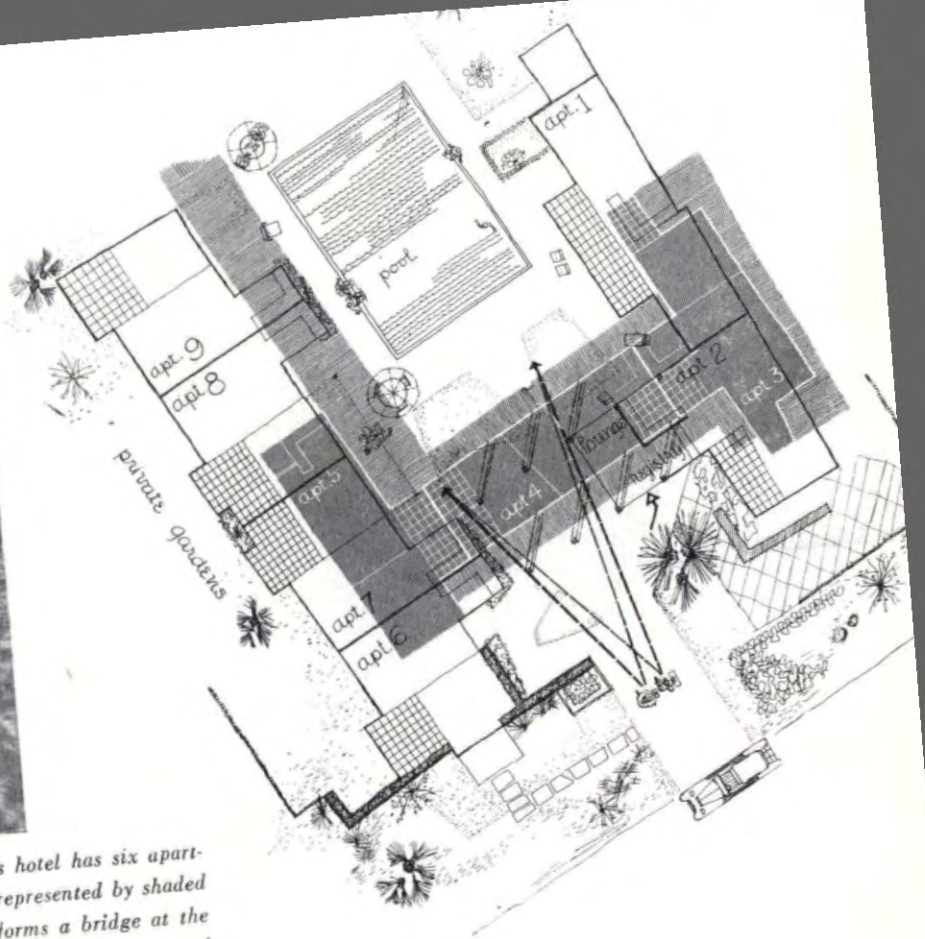 apt. 1
pool
apt. 9
apt. 8
apt. 2
apt. 3
lounge
apt. 5
apt. 4
private gardens
apt. 7
apt. 6
s hotel has six apart-
represented by shaded
forms a bridge at the